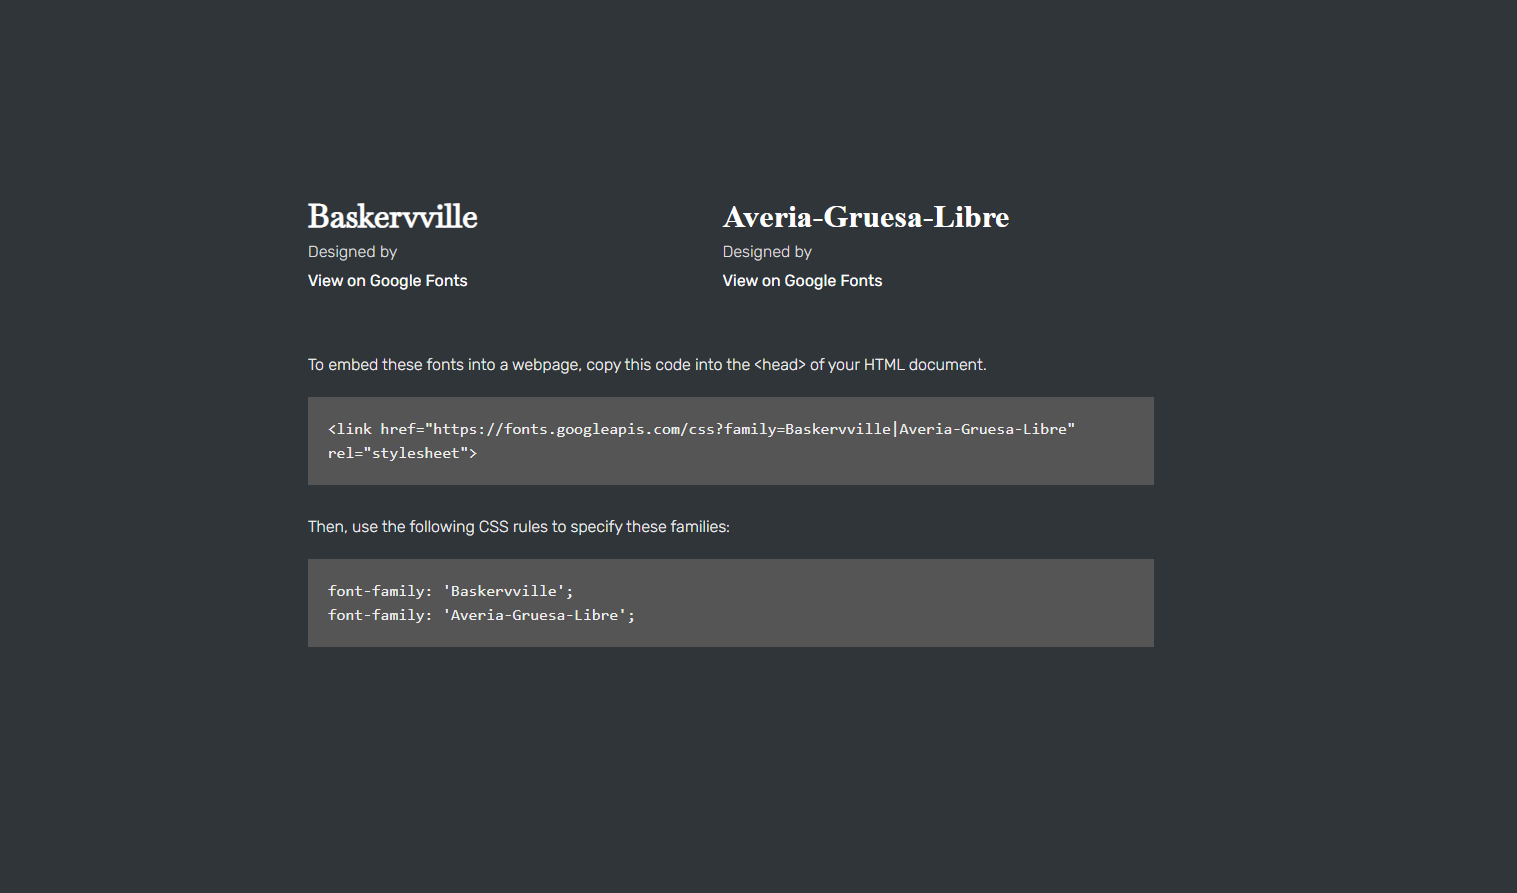 Baskervville
Designed by
View on Google Fonts
Averia-Gruesa-Libre
Designed by
View on Google Fonts
To embed these fonts into a webpage, copy this code into the <head> of your HTML document.
<link href="https://fonts.googleapis.com/css?family=Baskervville|Averia-Gruesa-Libre"
rel="stylesheet">
Then, use the following CSS rules to specify these families:
font-family: 'Baskervville';
font-family: 'Averia-Gruesa-Libre';